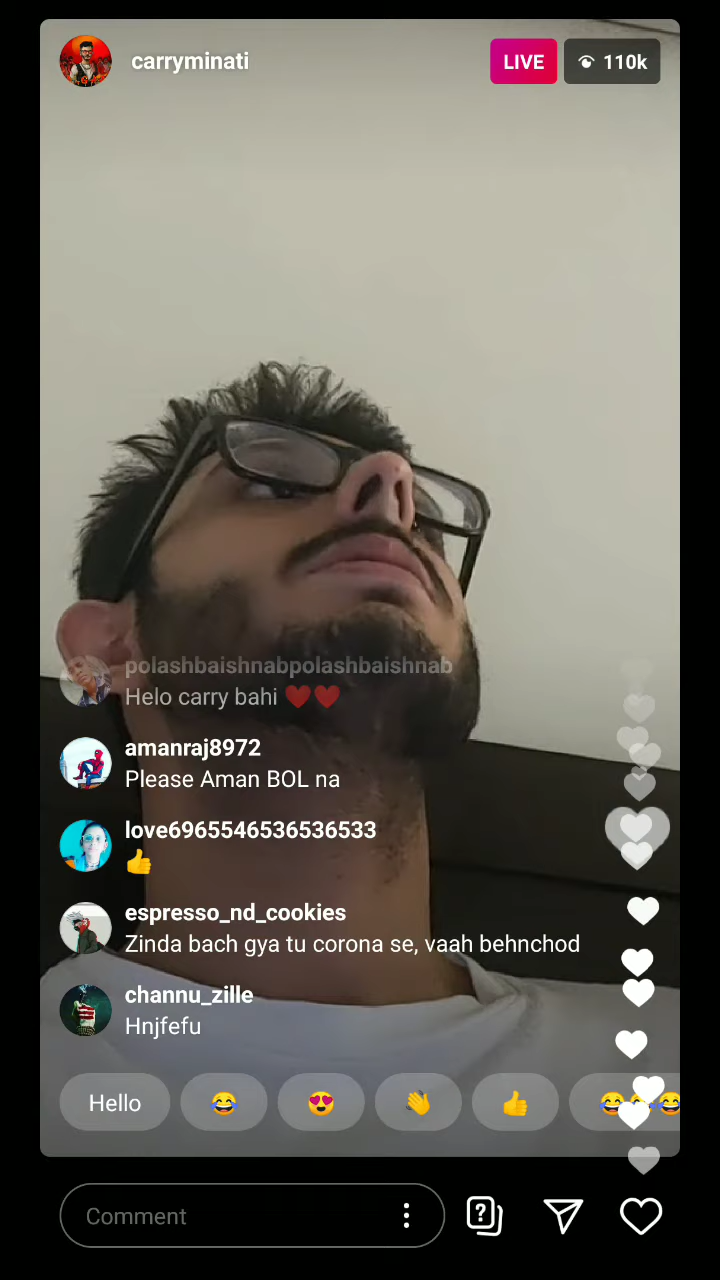 carryminati
LIVE
110k
polashbaishnabpolashbaishnab
Helo carry bahi ❤️❤️
amanraj8972
Please Aman BOL na
love6965546536536533
👍
espresso_nd_cookies
Zinda bach gya tu corona se, vaah behnchod
channu_zille
Hnjfefu
Hello 😂 😍 👋 👍 😂😂😂
Comment